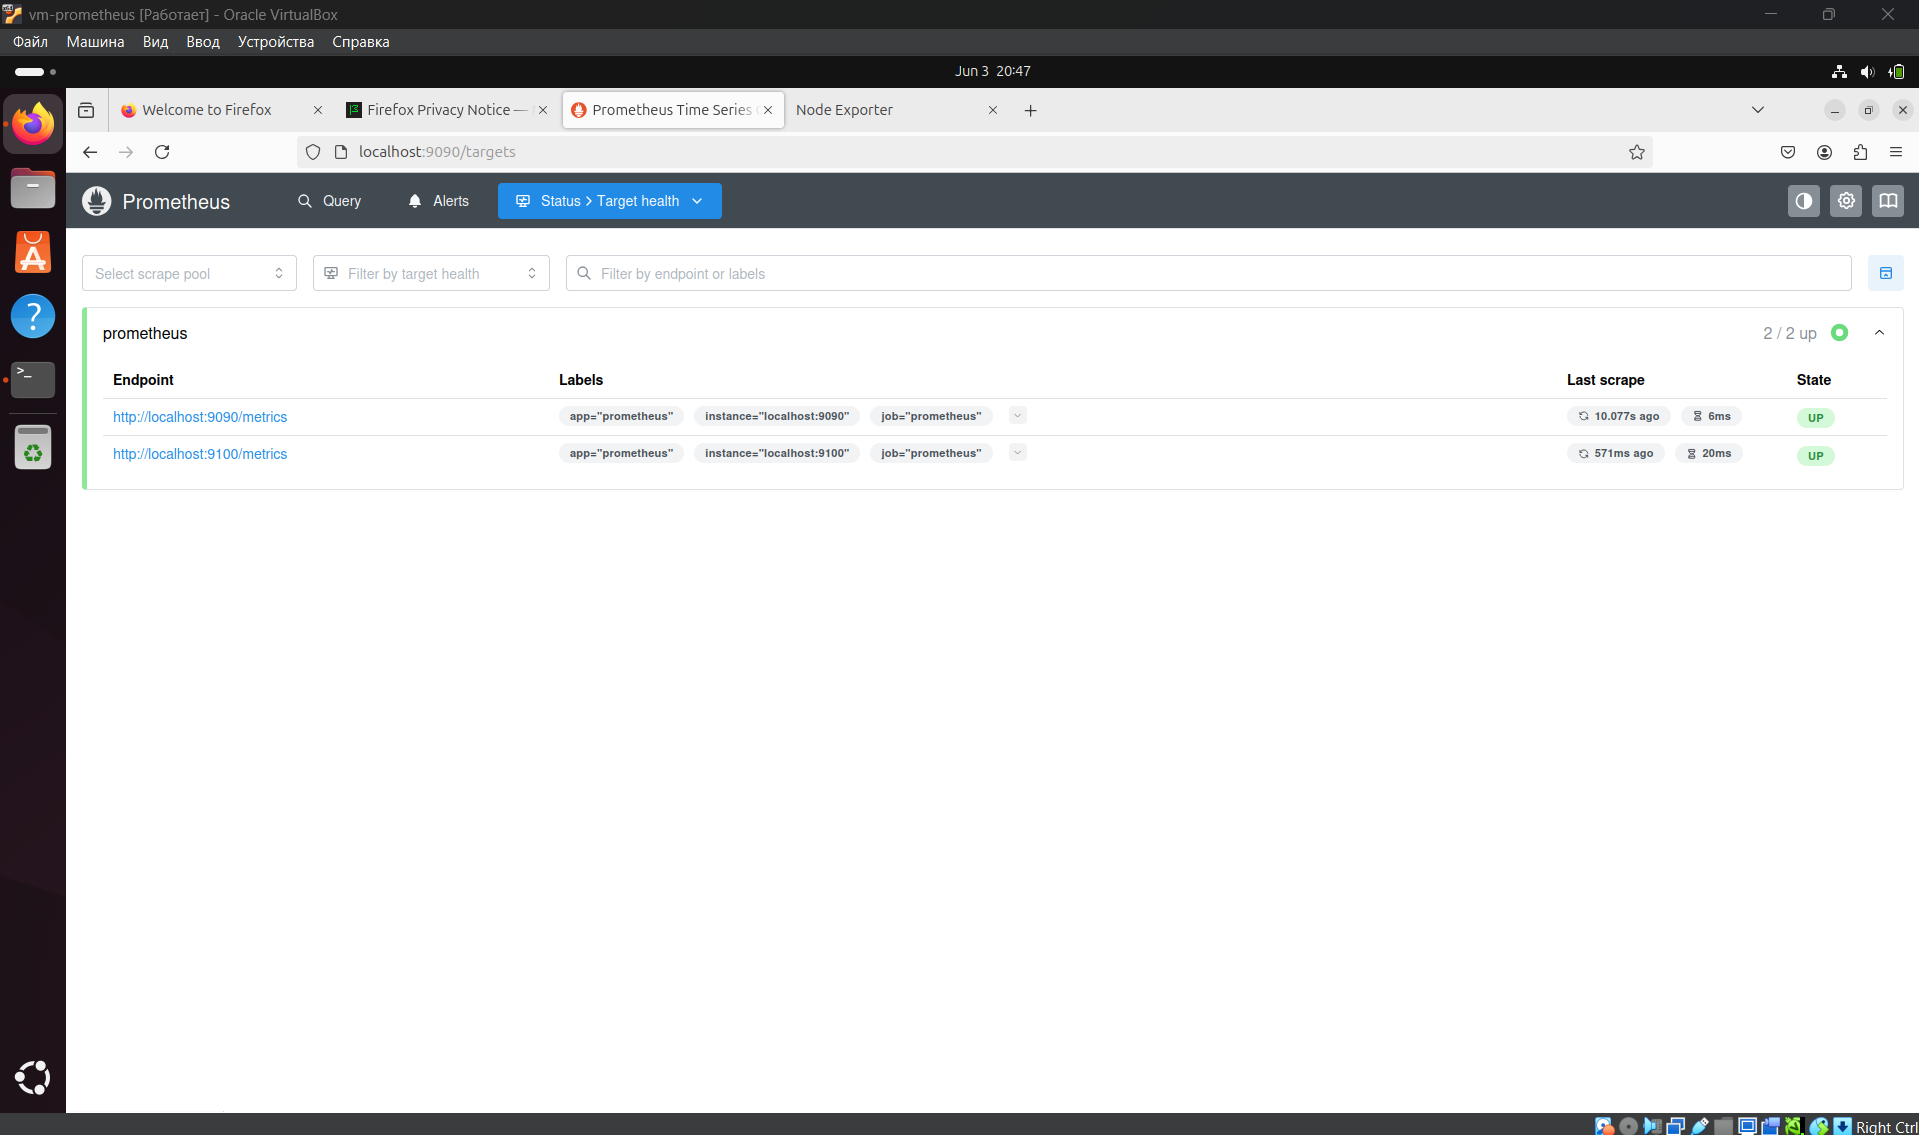 vm-prometheus [Работает] - Oracle VirtualBox
Файл Машина Вид Ввод Устройства Справка
Jun 3 20:47
Welcome to Firefox Firefox Privacy Notice — Prometheus Time Series Node Exporter
localhost:9090/targets
Prometheus Query Alerts Status > Target health
Select scrape pool Filter by target health Filter by endpoint or labels
prometheus 2 / 2 up
Endpoint Labels Last scrape State
http://localhost:9090/metrics app="prometheus" instance="localhost:9090" job="prometheus" 10.077s ago 6ms UP
http://localhost:9100/metrics app="prometheus" instance="localhost:9100" job="prometheus" 571ms ago 20ms UP
Right Ctrl